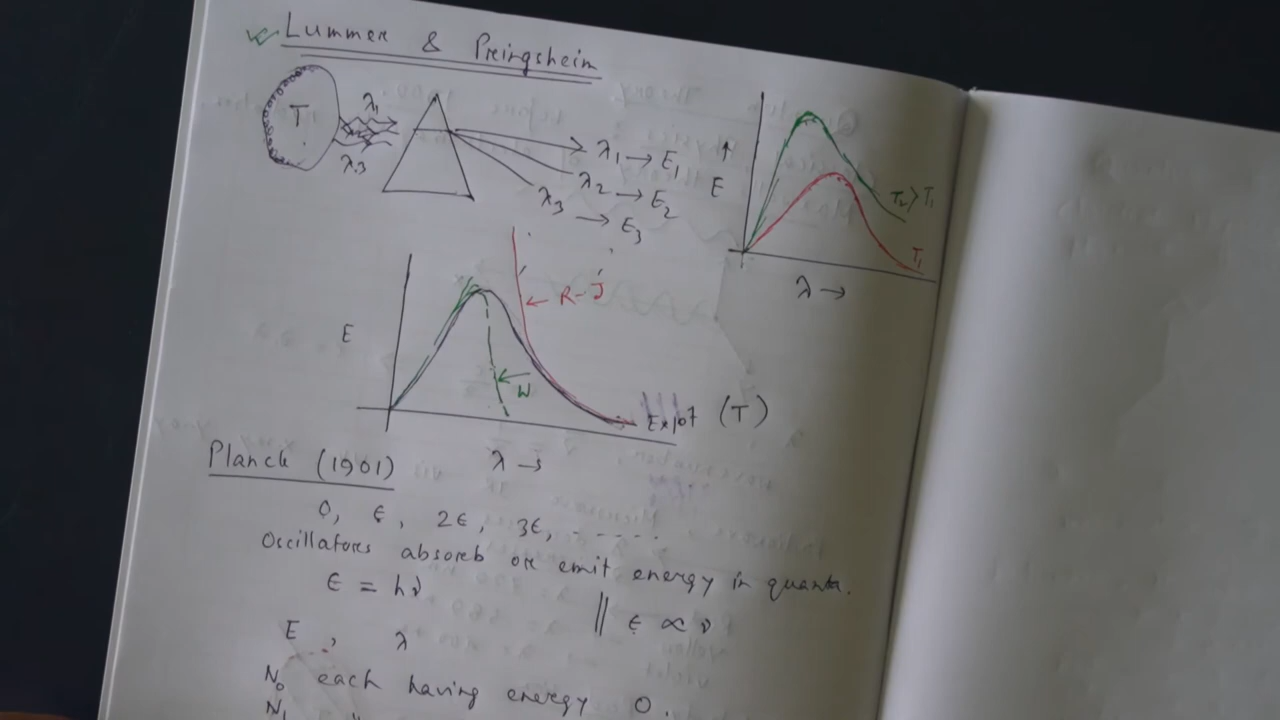 Lummer & Preingsheim
T
λ1
λ3
λ1 → E1
λ2 → E2
λ3 → E3
E
T2 > T1
T1
λ →
E
← R-J
← W
Expt (T)
λ →
Planck (1901)
0, ϵ, 2ϵ, 3ϵ, -----
Oscillators absorb or emit energy in quanta.
ϵ = hν || ϵ ∝ ν
E, λ
N0 each having energy 0.
N1 "